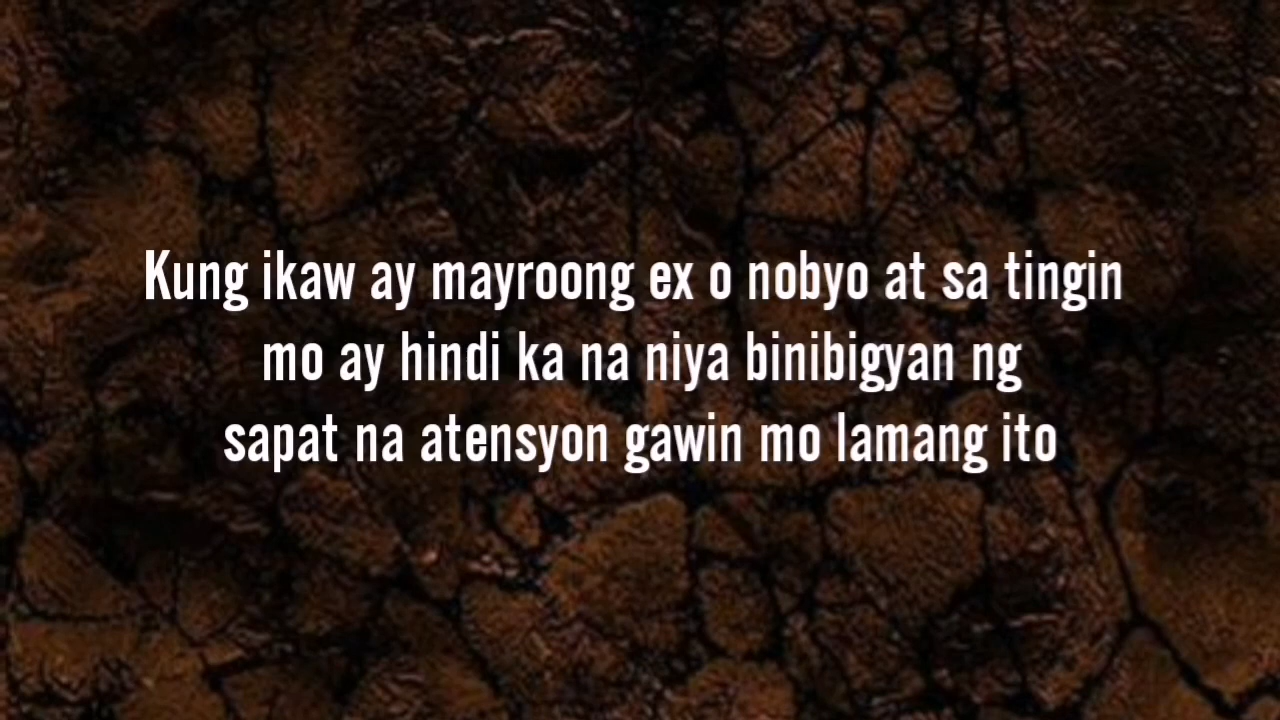 Kung ikaw ay mayroong ex o nobyo at sa tingin
mo ay hindi ka na niya binibigyan ng
sapat na atensyon gawin mo lamang ito